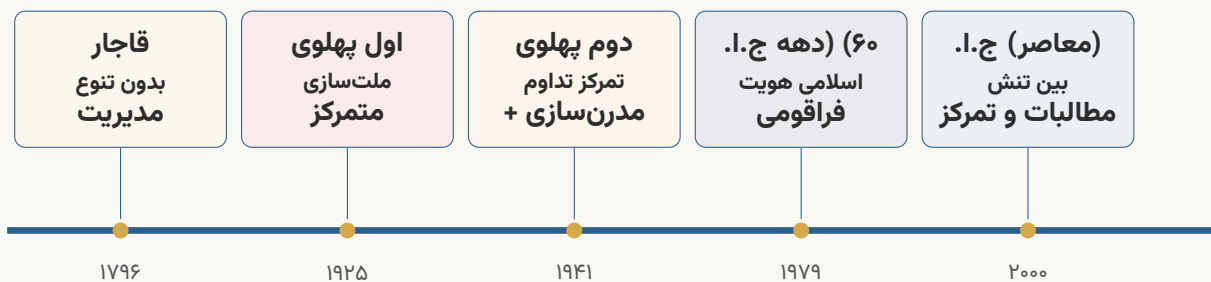 قاجار
بدون تنوع
مدیریت
اول پهلوی
ملت‌سازی
متمرکز
دوم پهلوی
تمرکز تداوم
مدرن‌سازی +
۶۰) (دهه ج.ا.
اسلامی هویت
فراقومی
(معاصر) ج.ا.
بین تنش
مطالبات و تمرکز
۱۷۹۶
۱۹۲۵
۱۹۴۱
۱۹۷۹
۲۰۰۰